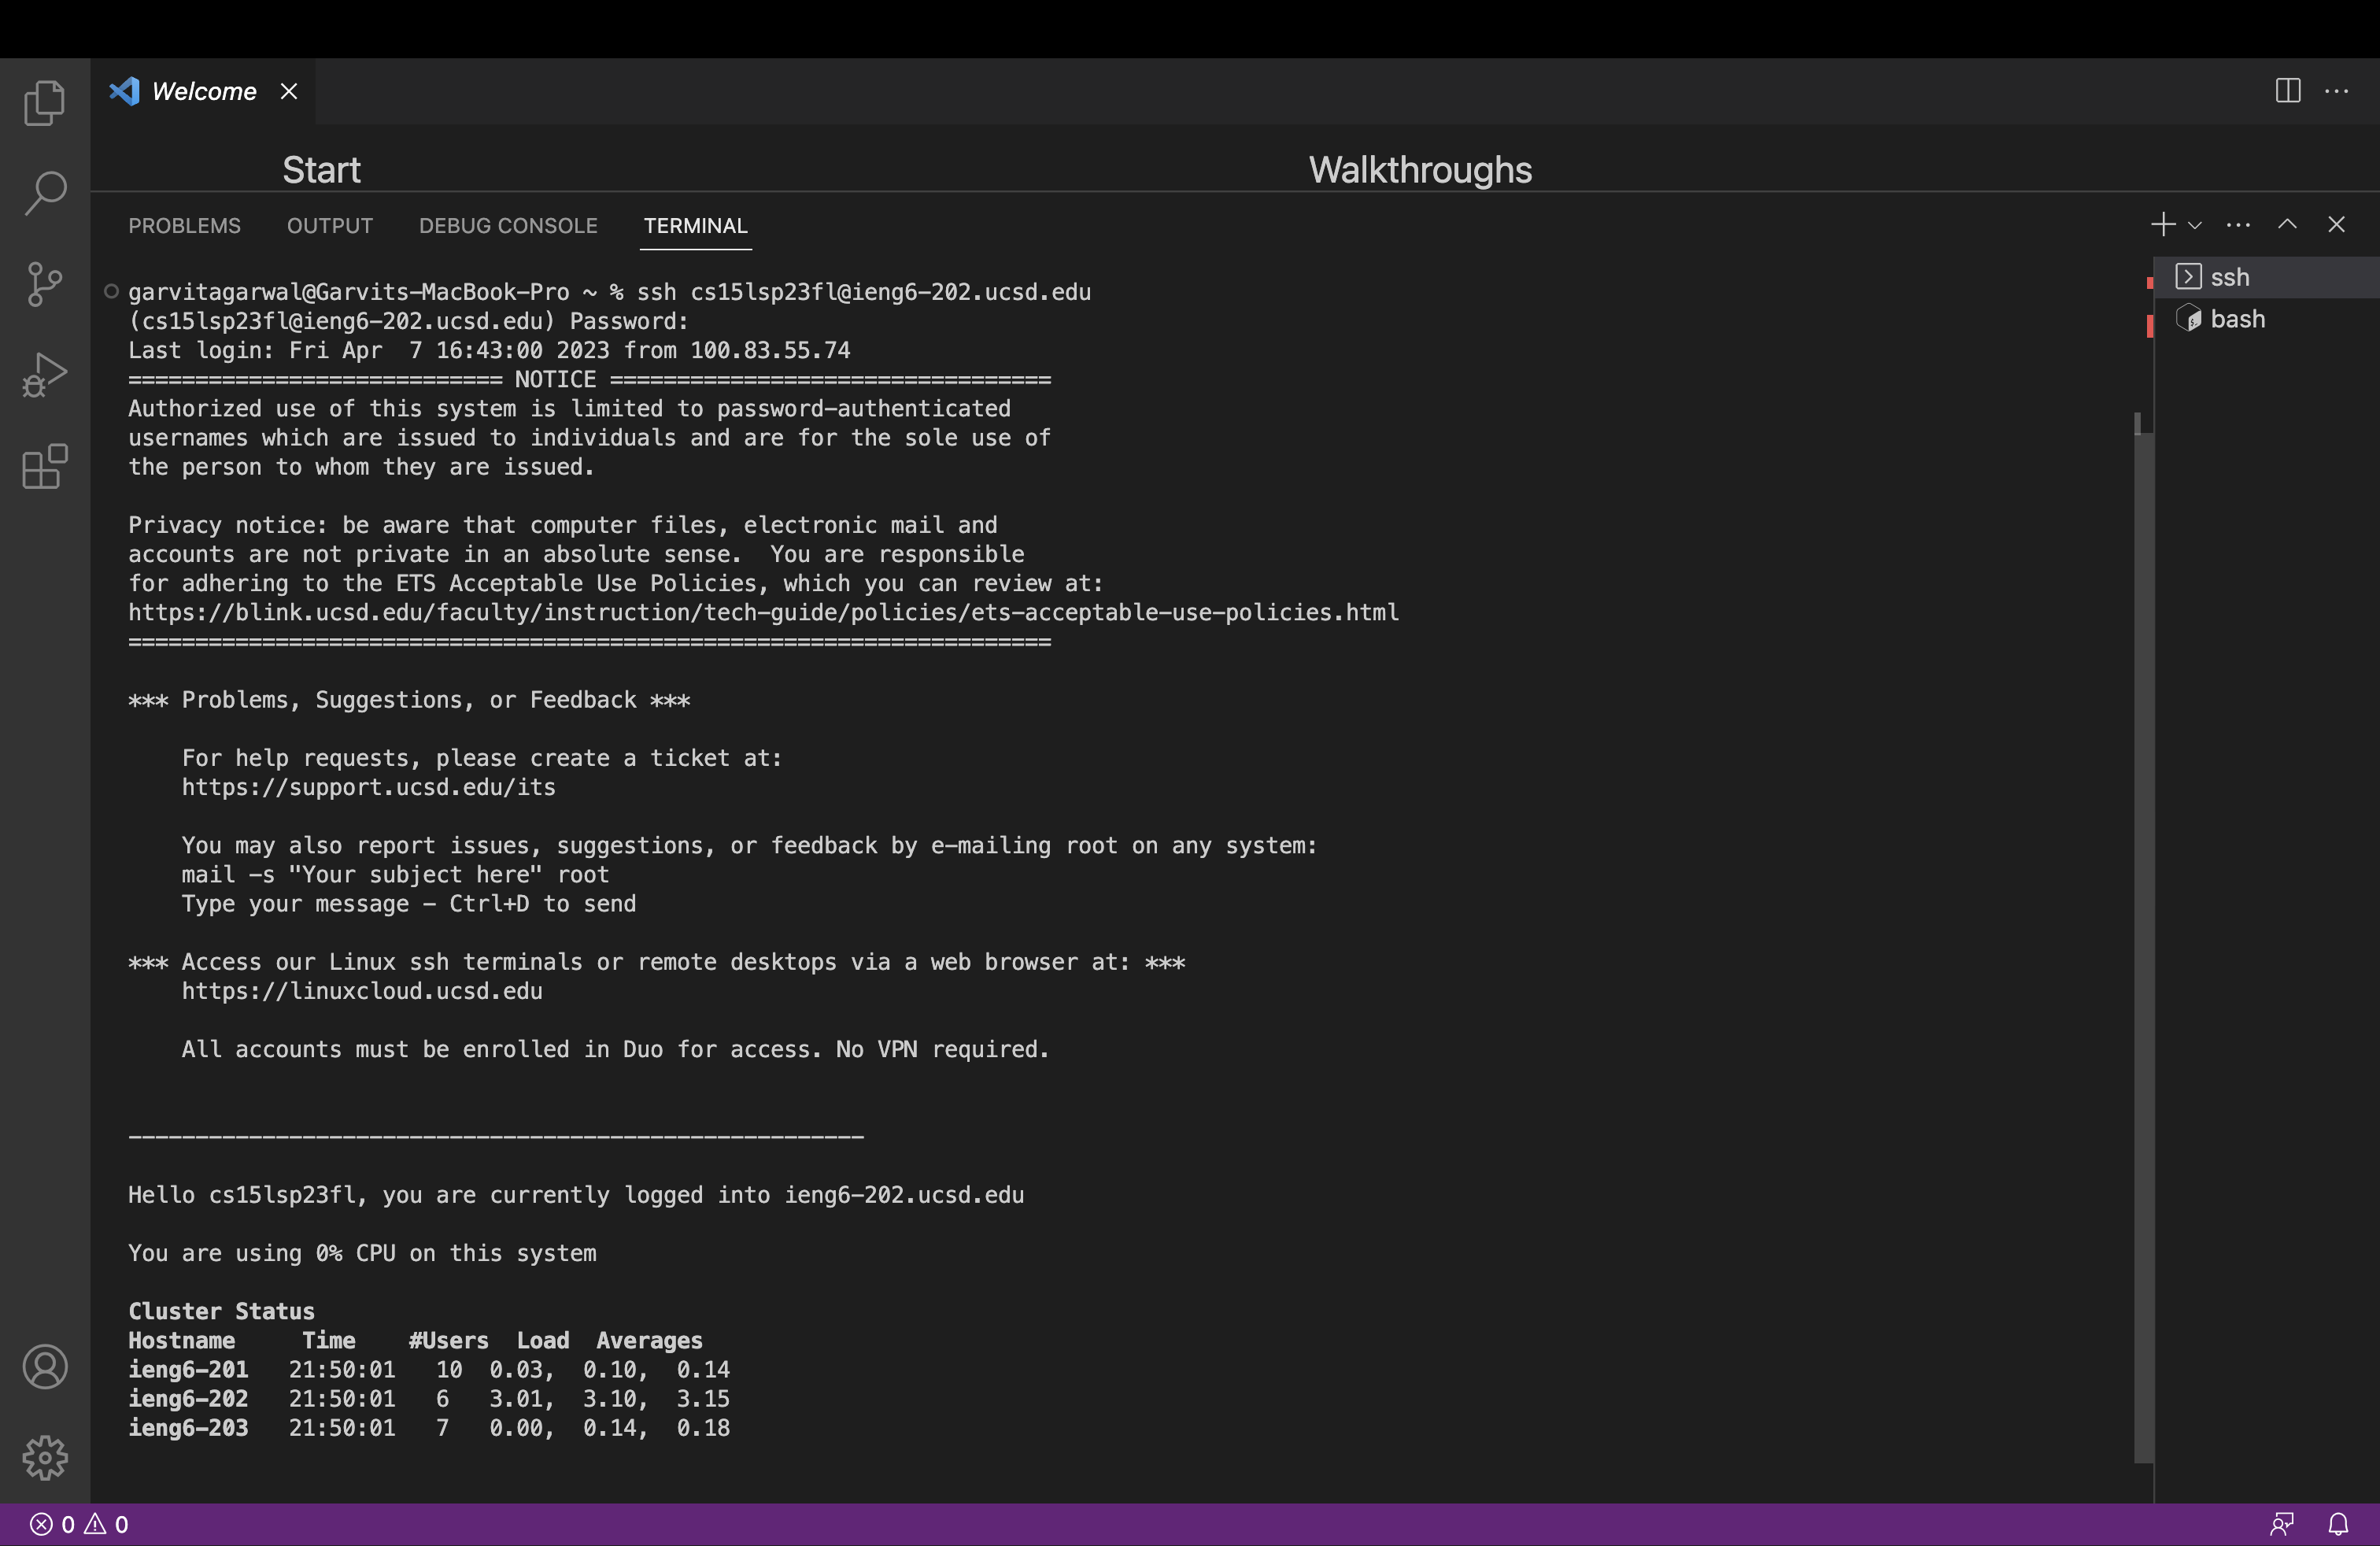 Welcome
Start
Walkthroughs
PROBLEMS OUTPUT DEBUG CONSOLE TERMINAL
ssh
bash
garvitagarwal@Garvits-MacBook-Pro ~ % ssh cs15lsp23fl@ieng6-202.ucsd.edu
(cs15lsp23fl@ieng6-202.ucsd.edu) Password:
Last login: Fri Apr  7 16:43:00 2023 from 100.83.55.74
============================ NOTICE =================================
Authorized use of this system is limited to password-authenticated
usernames which are issued to individuals and are for the sole use of
the person to whom they are issued.
Privacy notice: be aware that computer files, electronic mail and
accounts are not private in an absolute sense.  You are responsible
for adhering to the ETS Acceptable Use Policies, which you can review at:
https://blink.ucsd.edu/faculty/instruction/tech-guide/policies/ets-acceptable-use-policies.html
=====================================================================
*** Problems, Suggestions, or Feedback ***
For help requests, please create a ticket at:
https://support.ucsd.edu/its
You may also report issues, suggestions, or feedback by e-mailing root on any system:
mail -s "Your subject here" root
Type your message - Ctrl+D to send
*** Access our Linux ssh terminals or remote desktops via a web browser at: ***
https://linuxcloud.ucsd.edu
All accounts must be enrolled in Duo for access. No VPN required.
-------------------------------------------------------
Hello cs15lsp23fl, you are currently logged into ieng6-202.ucsd.edu
You are using 0% CPU on this system
Cluster Status
Hostname     Time    #Users  Load  Averages
ieng6-201   21:50:01   10  0.03,  0.10,  0.14
ieng6-202   21:50:01   6   3.01,  3.10,  3.15
ieng6-203   21:50:01   7   0.00,  0.14,  0.18
0 0